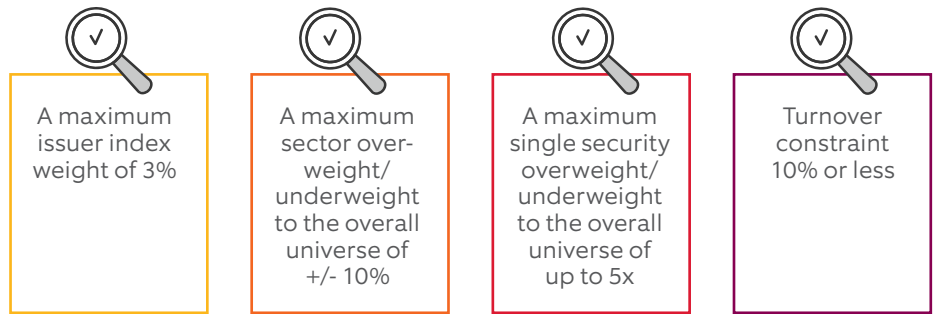 A maximum
issuer index
weight of 3%
A maximum
sector over-
weight/
underweight
to the overall
universe of
+/- 10%
A maximum
single security
overweight/
underweight
to the overall
universe of
up to 5x
Turnover
constraint
10% or less